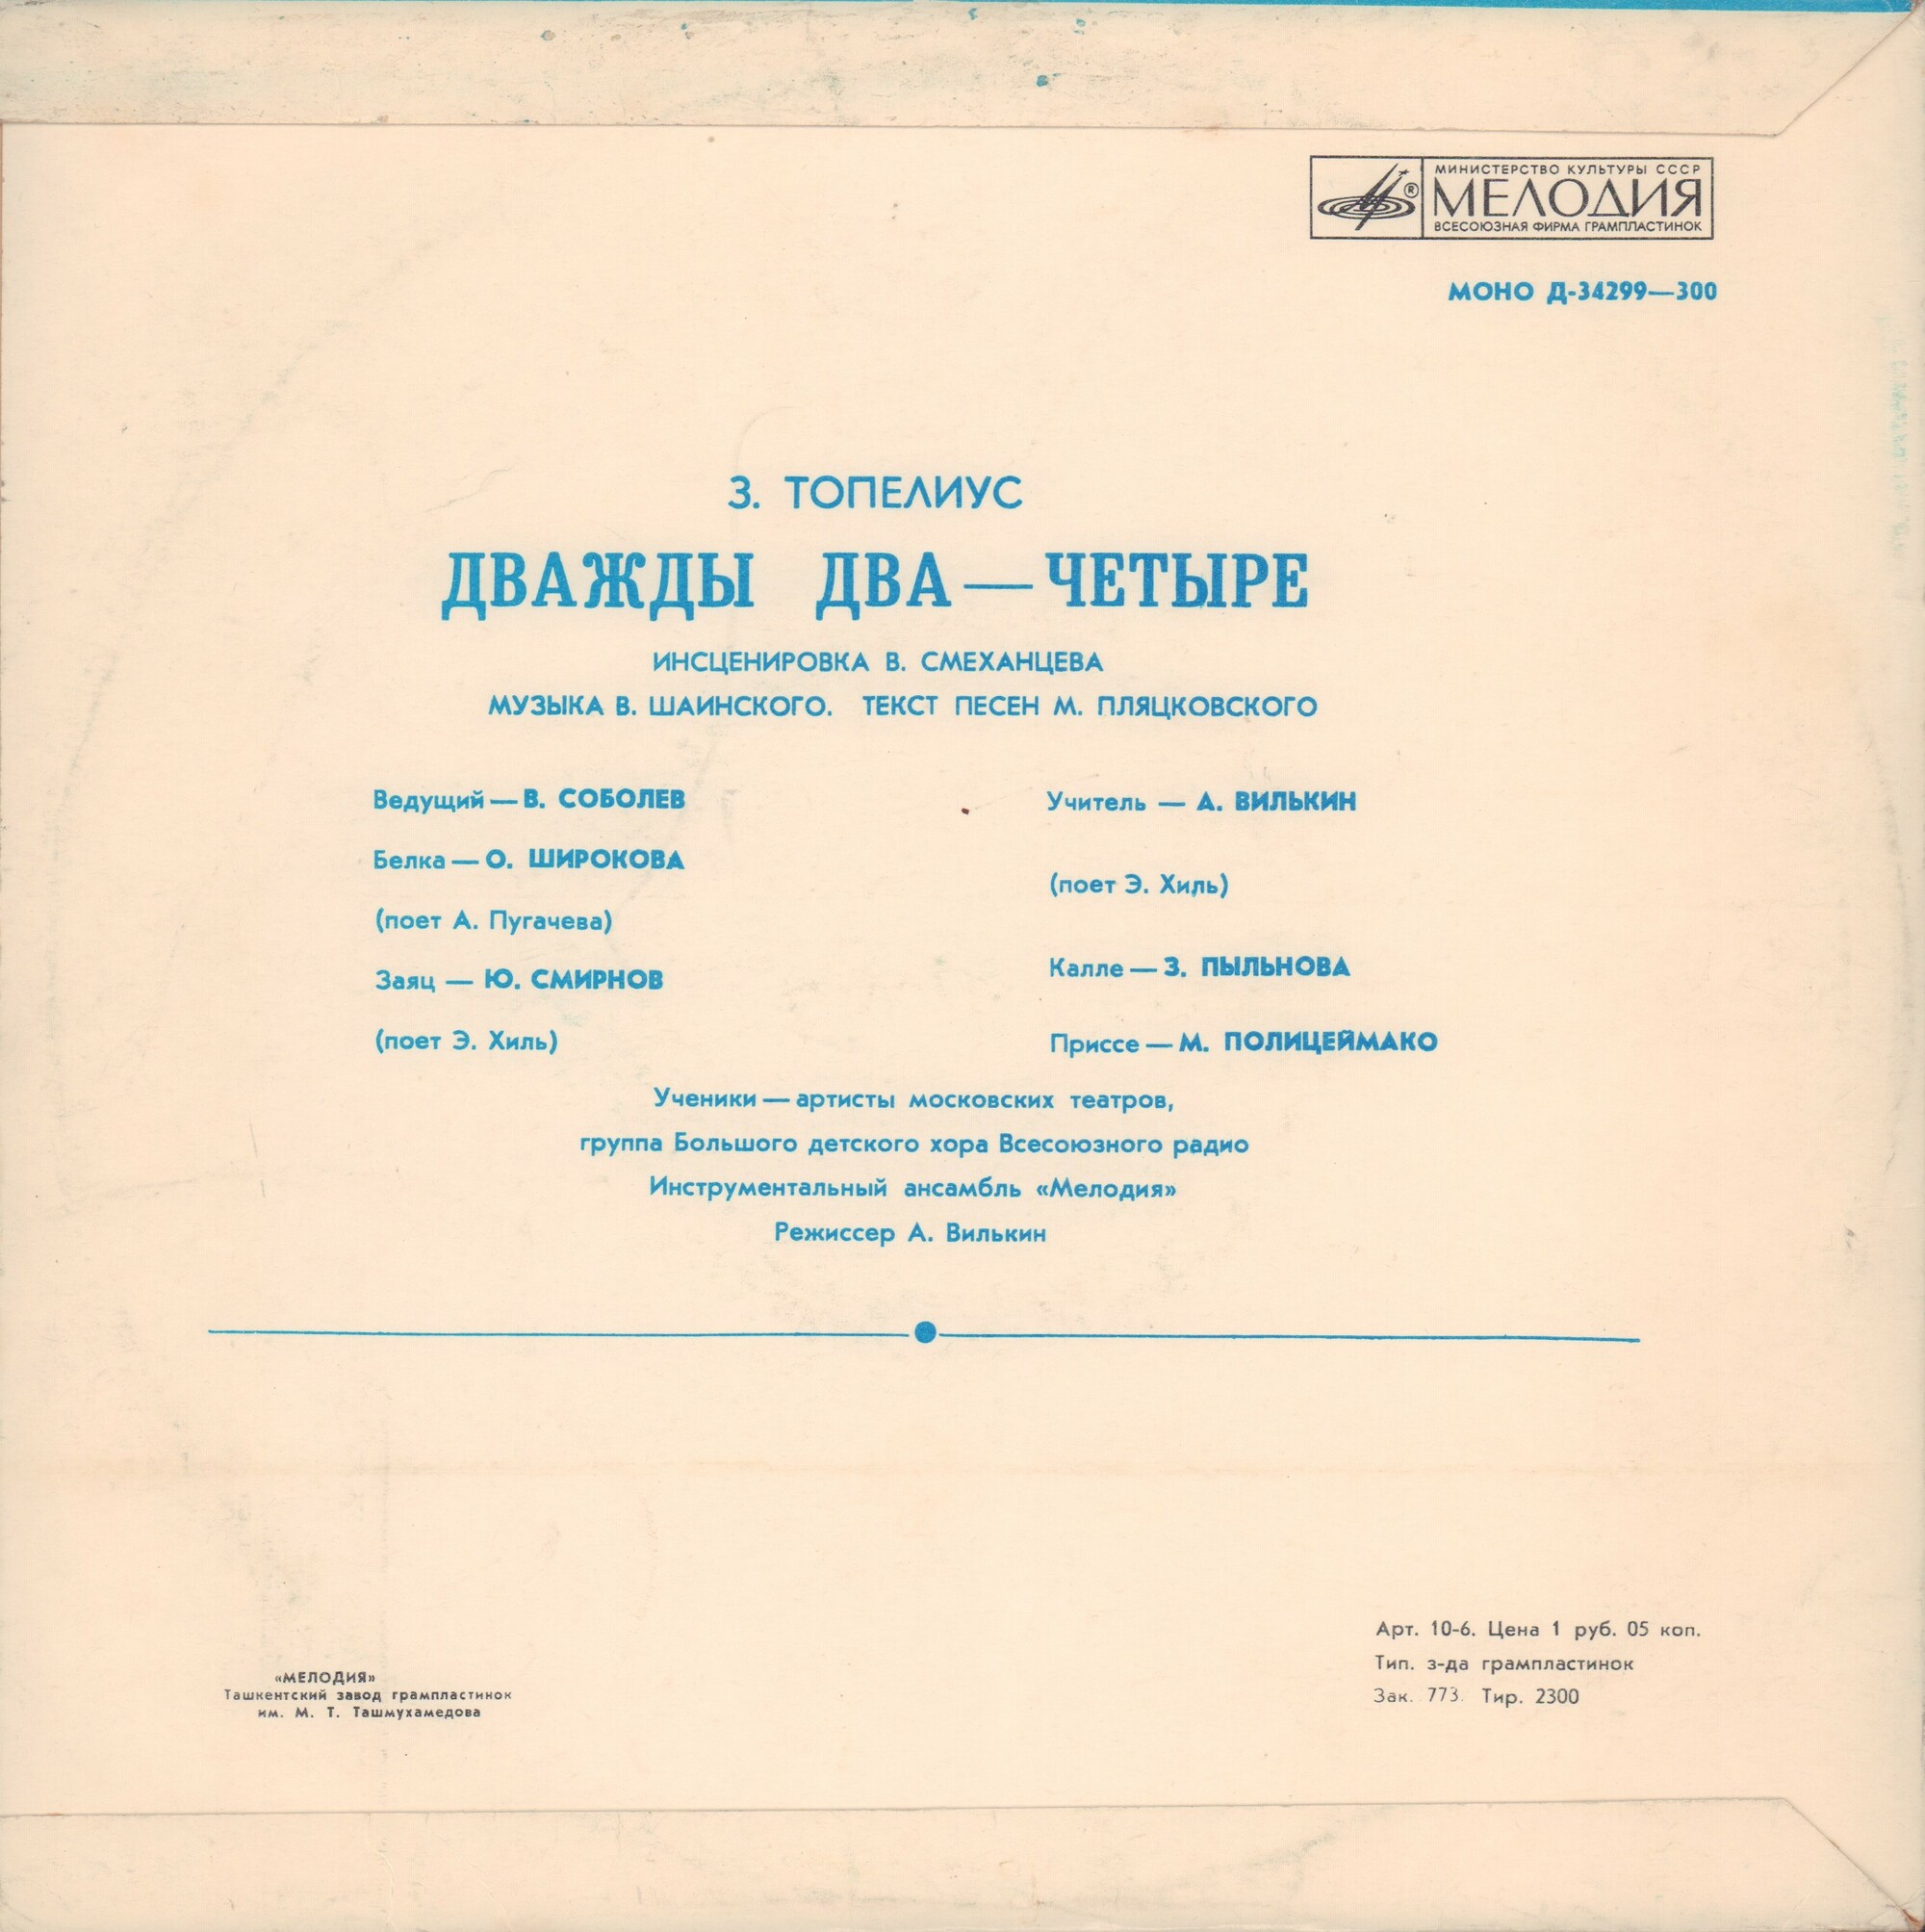 МИНИСТЕРСТВО КУЛЬТУРЫ СССР
МЕЛОДИЯ
ВСЕСОЮЗНАЯ ФИРМА ГРАМПЛАСТИНОК
®
МОНО Д-34299—300
З. ТОПЕЛИУС
ДВАЖДЫ ДВА—ЧЕТЫРЕ
ИНСЦЕНИРОВКА В. СМЕХАНЦЕВА
МУЗЫКА В. ШАИНСКОГО. ТЕКСТ ПЕСЕН М. ПЛЯЦКОВСКОГО
Ведущий — В. СОБОЛЕВ
Белка — О. ШИРОКОВА
(поет А. Пугачева)
Заяц — Ю. СМИРНОВ
(поет Э. Хиль)
Учитель — А. ВИЛЬКИН
(поет Э. Хиль)
Калле — З. ПЫЛЬНОВА
Приссе — М. ПОЛИЦЕЙМАКО
Ученики — артисты московских театров,
группа Большого детского хора Всесоюзного радио
Инструментальный ансамбль «Мелодия»
Режиссер А. Вилькин
«МЕЛОДИЯ»
Ташкентский завод грампластинок
им. М. Т. Ташмухамедова
Арт. 10-6. Цена 1 руб. 05 коп.
Тип. з-да грампластинок
Зак. 773. Тир. 2300